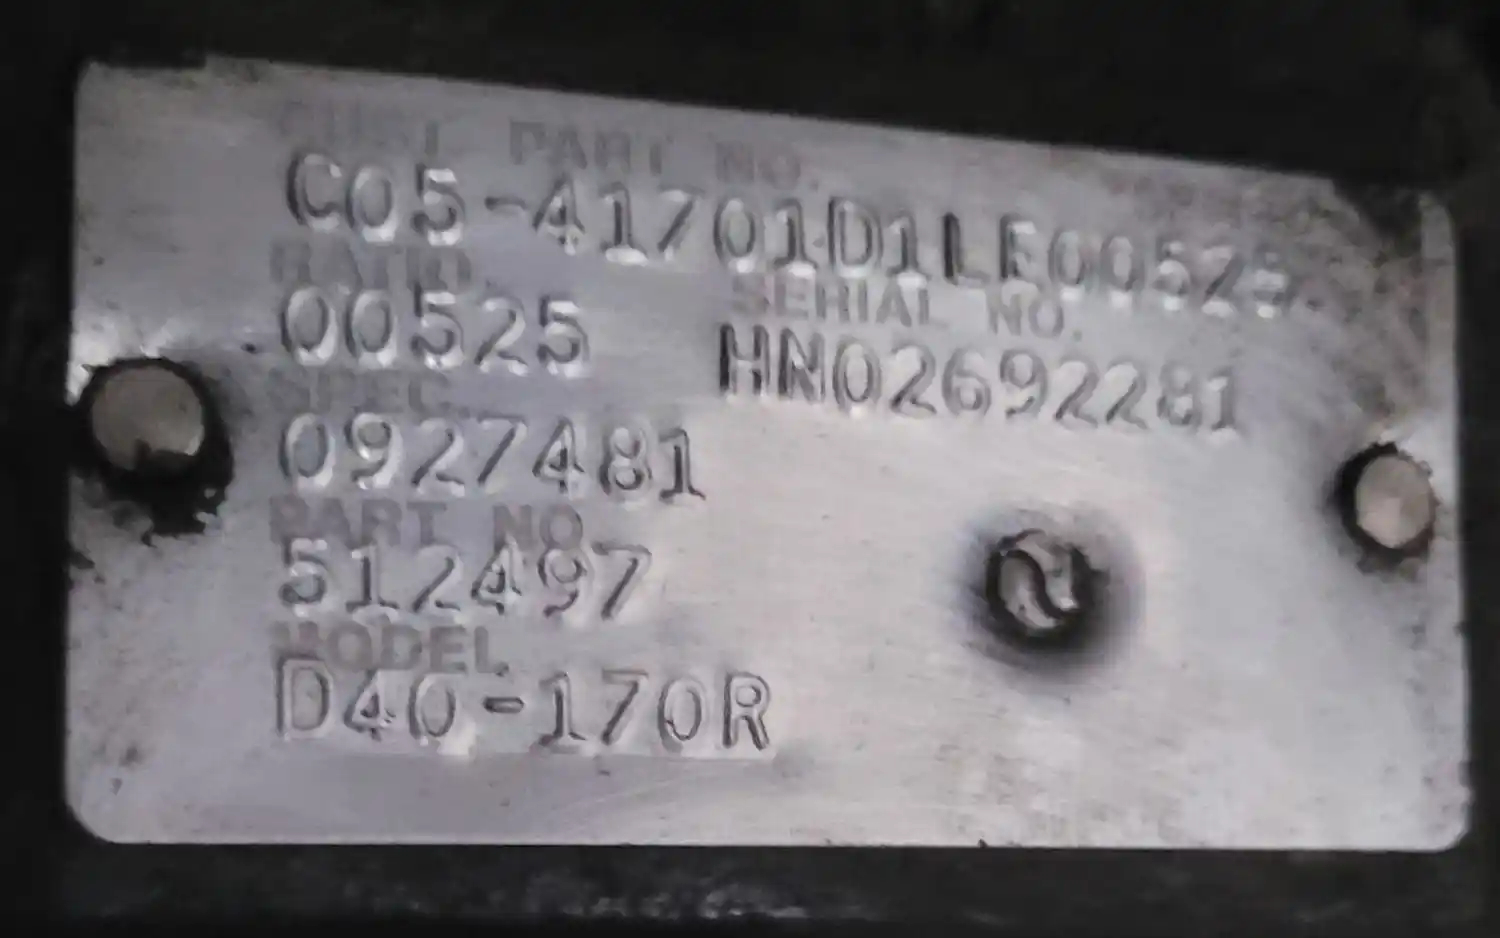 CUST PART NO.
C05-41701D1LE00525
RATIO. SERIAL NO.
00525 HN02692281
SPEC.
0927481
PART NO.
512497
MODEL
D40-170R